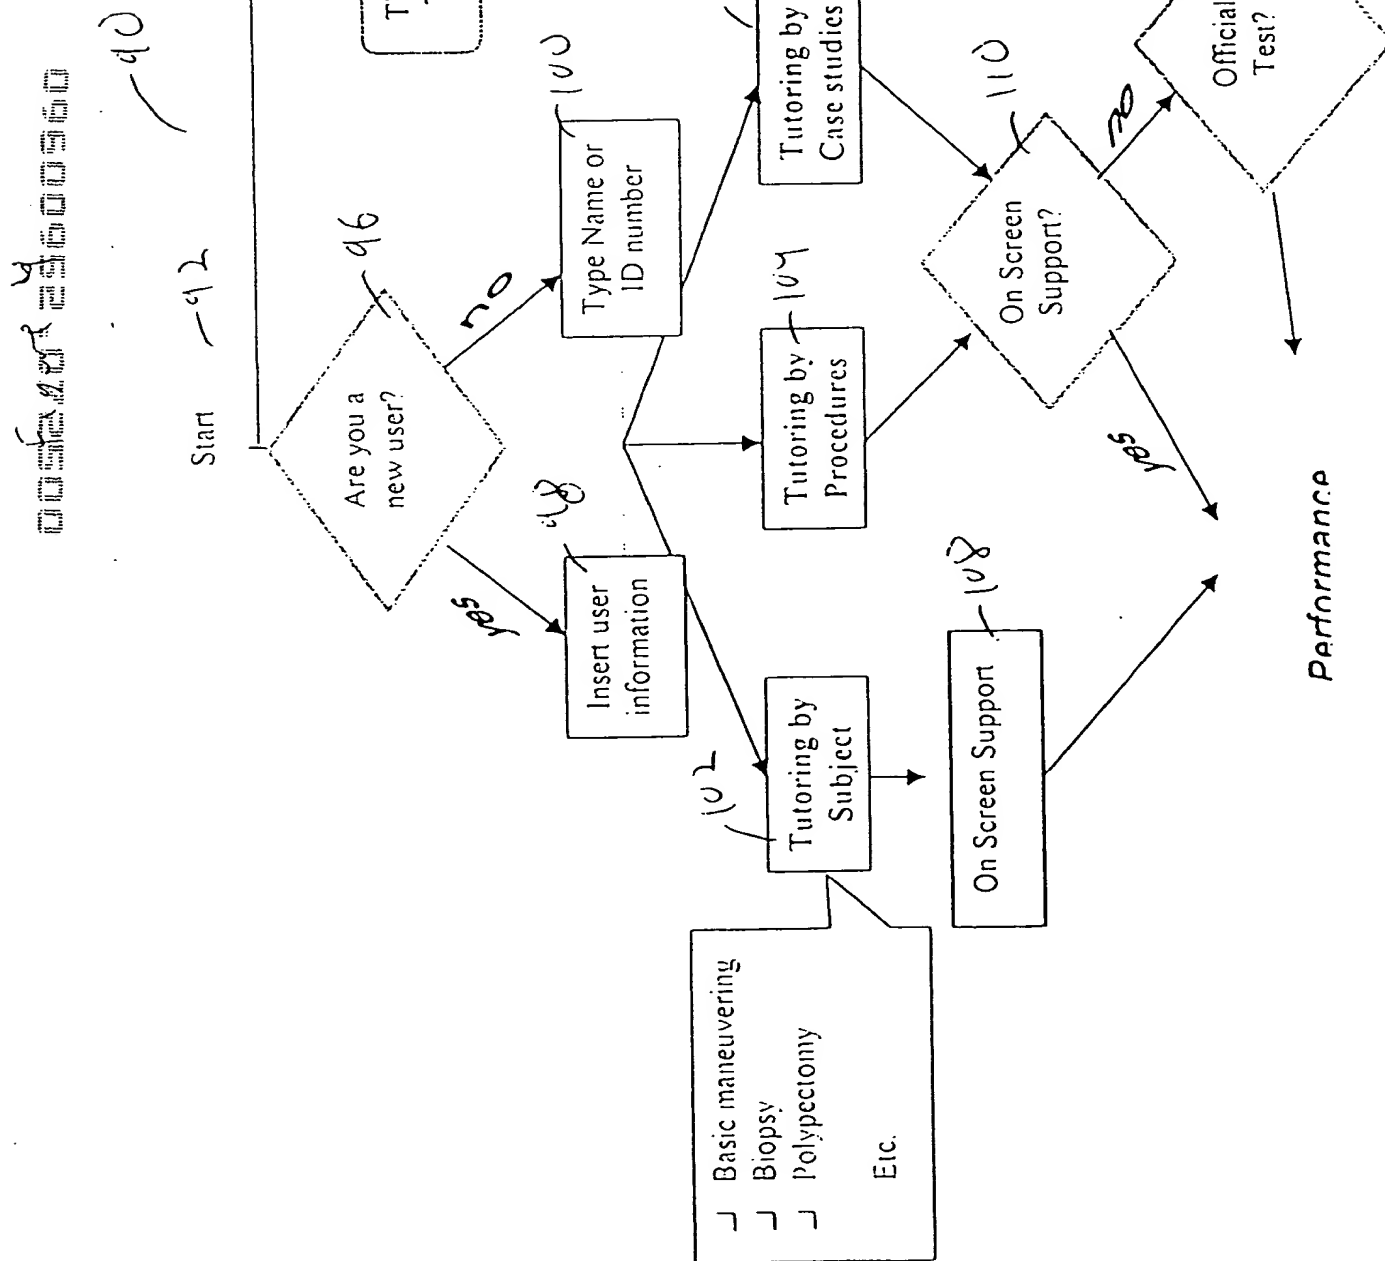 90
Start
92
Are you a
new user?
96
yes
no
Insert user
information
98
Type Name or
ID number
100
102
Tutoring by
Subject
Tutoring by
Procedures
104
Tutoring by
Case studies
Basic maneuvering
Biopsy
Polypectomy
Etc.
On Screen Support
108
On Screen
Support?
110
yes
no
Official
Test?
Performance